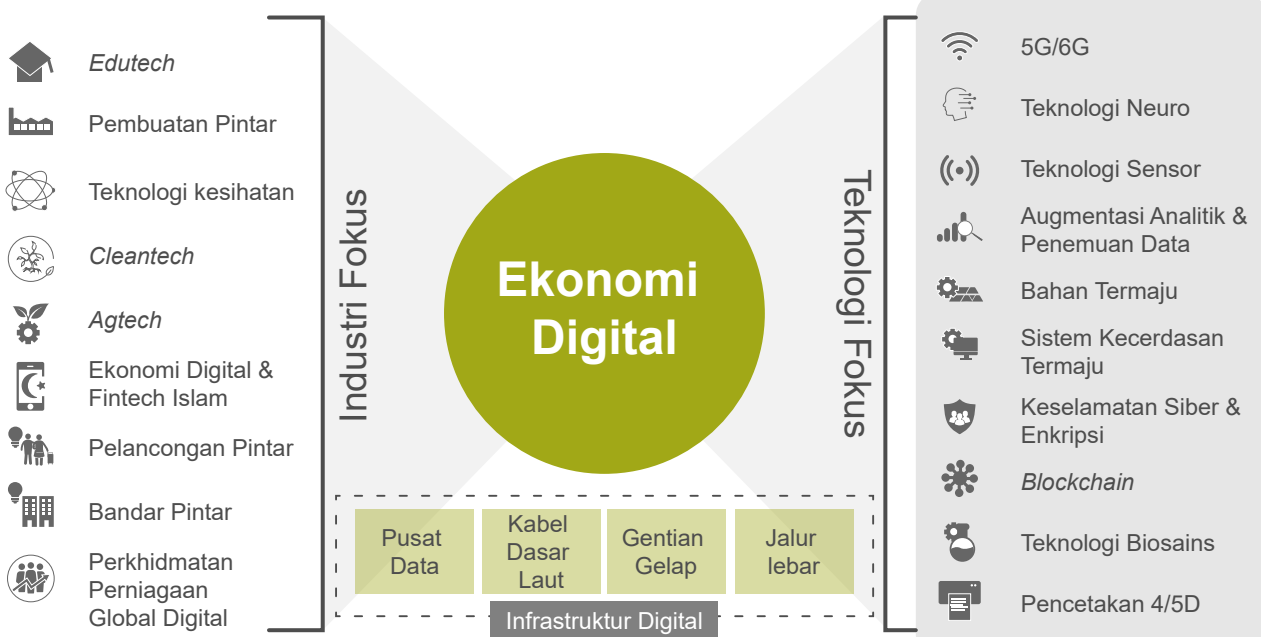 Edutech
Pembuatan Pintar
Teknologi kesihatan
Cleantech
Agtech
Ekonomi Digital &
Fintech Islam
Pelancongan Pintar
Bandar Pintar
Perkhidmatan
Perniagaan
Global Digital
Industri Fokus
Ekonomi
Digital
Pusat
Data
Kabel
Dasar
Laut
Gentian
Gelap
Jalur
lebar
Infrastruktur Digital
Teknologi Fokus
5G/6G
Teknologi Neuro
Teknologi Sensor
Augmentasi Analitik &
Penemuan Data
Bahan Termaju
Sistem Kecerdasan
Termaju
Keselamatan Siber &
Enkripsi
Blockchain
Teknologi Biosains
Pencetakan 4/5D